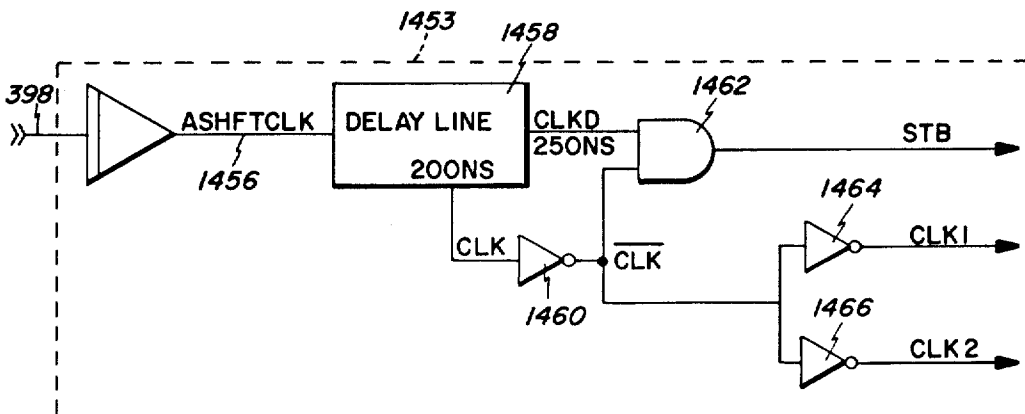 1453
1458
398
1462
ASHFTCLK
DELAY LINE
CLKD
250NS
STB
200NS
1456
1464
CLK
CLK
CLK1
1460
1466
CLK2